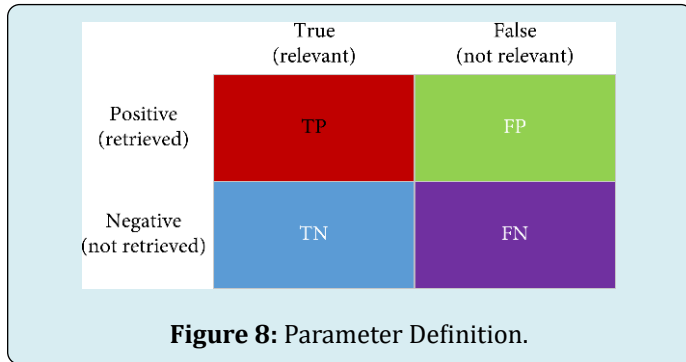 True
(relevant)
False
(not relevant)
Positive
(retrieved)
TP
FP
Negative
(not retrieved)
TN
FN
Figure 8: Parameter Definition.